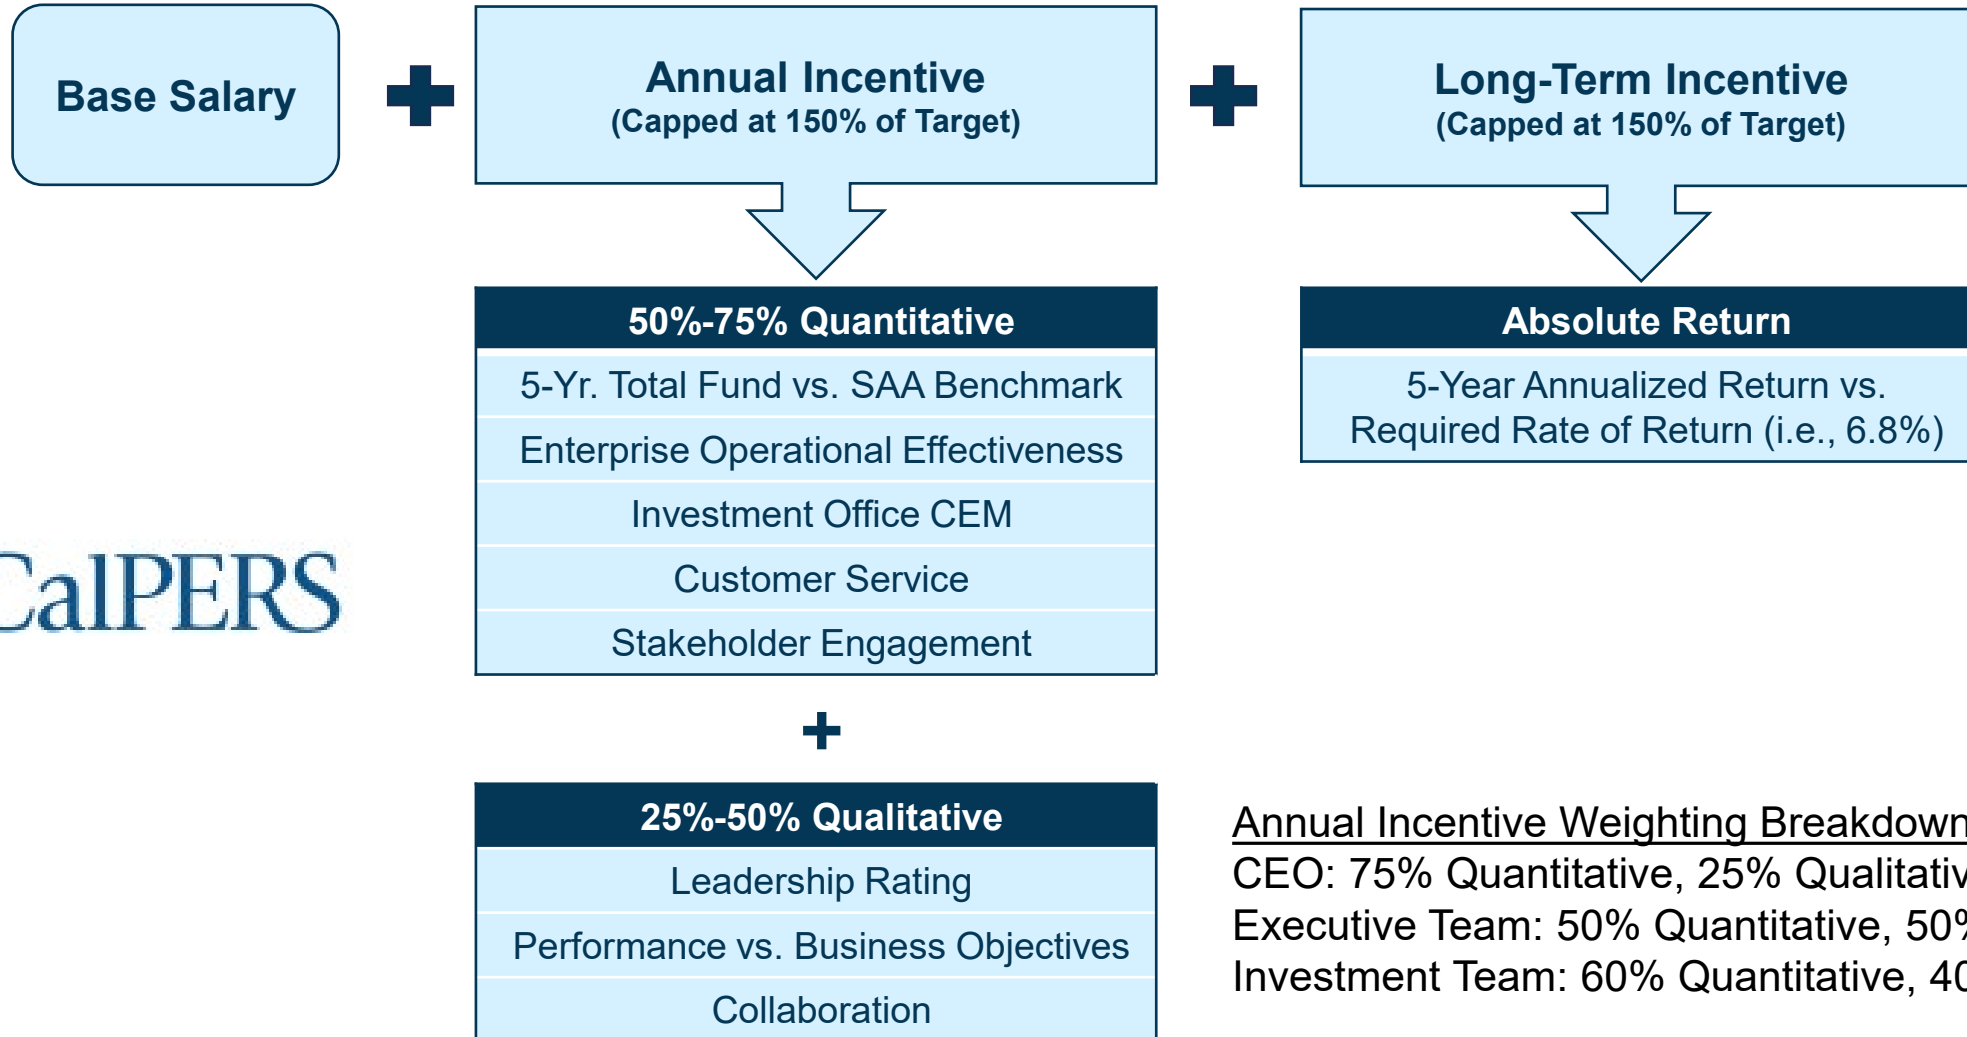 Base Salary
Annual Incentive
(Capped at 150% of Target)
Long-Term Incentive
(Capped at 150% of Target)
50%-75% Quantitative
5-Yr. Total Fund vs. SAA Benchmark
Enterprise Operational Effectiveness
Investment Office CEM
Customer Service
Stakeholder Engagement
Absolute Return
5-Year Annualized Return vs.
Required Rate of Return (i.e., 6.8%)
CalPERS
25%-50% Qualitative
Leadership Rating
Performance vs. Business Objectives
Collaboration
Annual Incentive Weighting Breakdown
CEO: 75% Quantitative, 25%
Executive Team: 50% Quantitative,
Investment Team: 60% Quantitative,